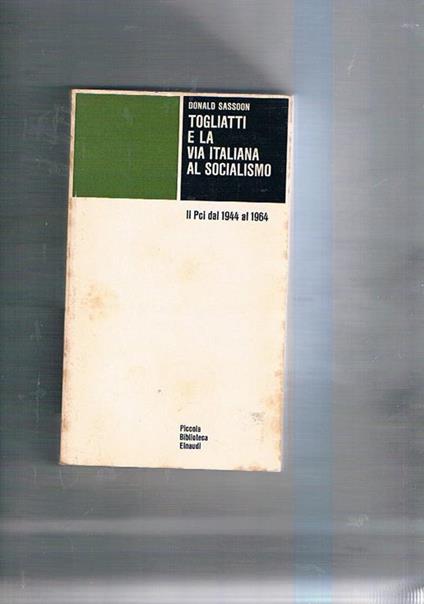 DONALD SASSOON
TOGLIATTI
E LA
VIA ITALIANA
AL SOCIALISMO
Il Pci dal 1944 al 1964
Piccola
Biblioteca
Einaudi